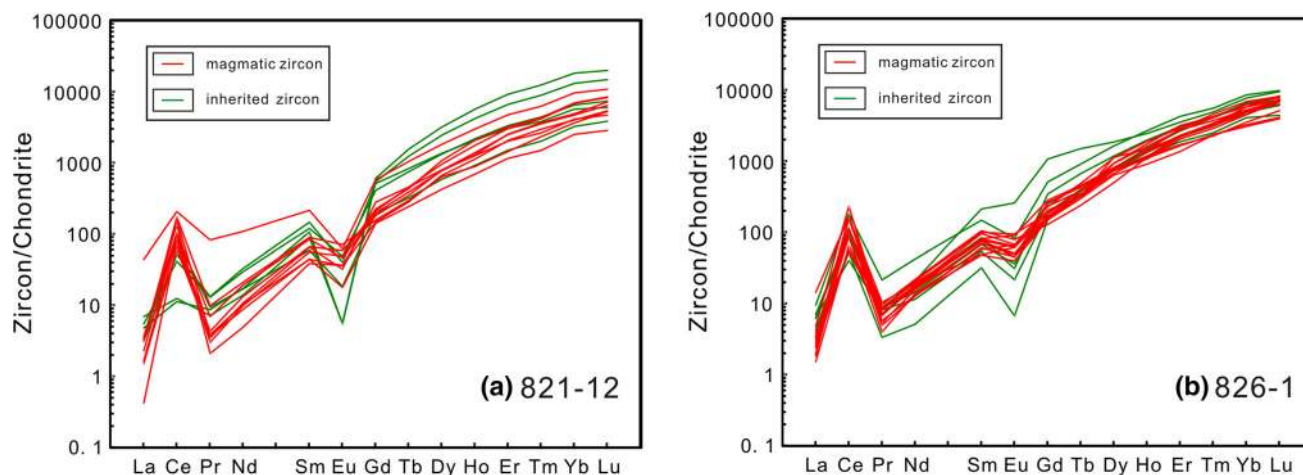 100000
10000
1000
100
10
1
0. 1
Zircon/Chondrite
magmatic zircon
inherited zircon
(a) 821-12
La Ce Pr Nd Sm Eu Gd Tb Dy Ho Er Tm Yb Lu
100000
10000
1000
100
10
1
0. 1
Zircon/Chondrite
magmatic zircon
inherited zircon
(b) 826-1
La Ce Pr Nd Sm Eu Gd Tb Dy Ho Er Tm Yb Lu